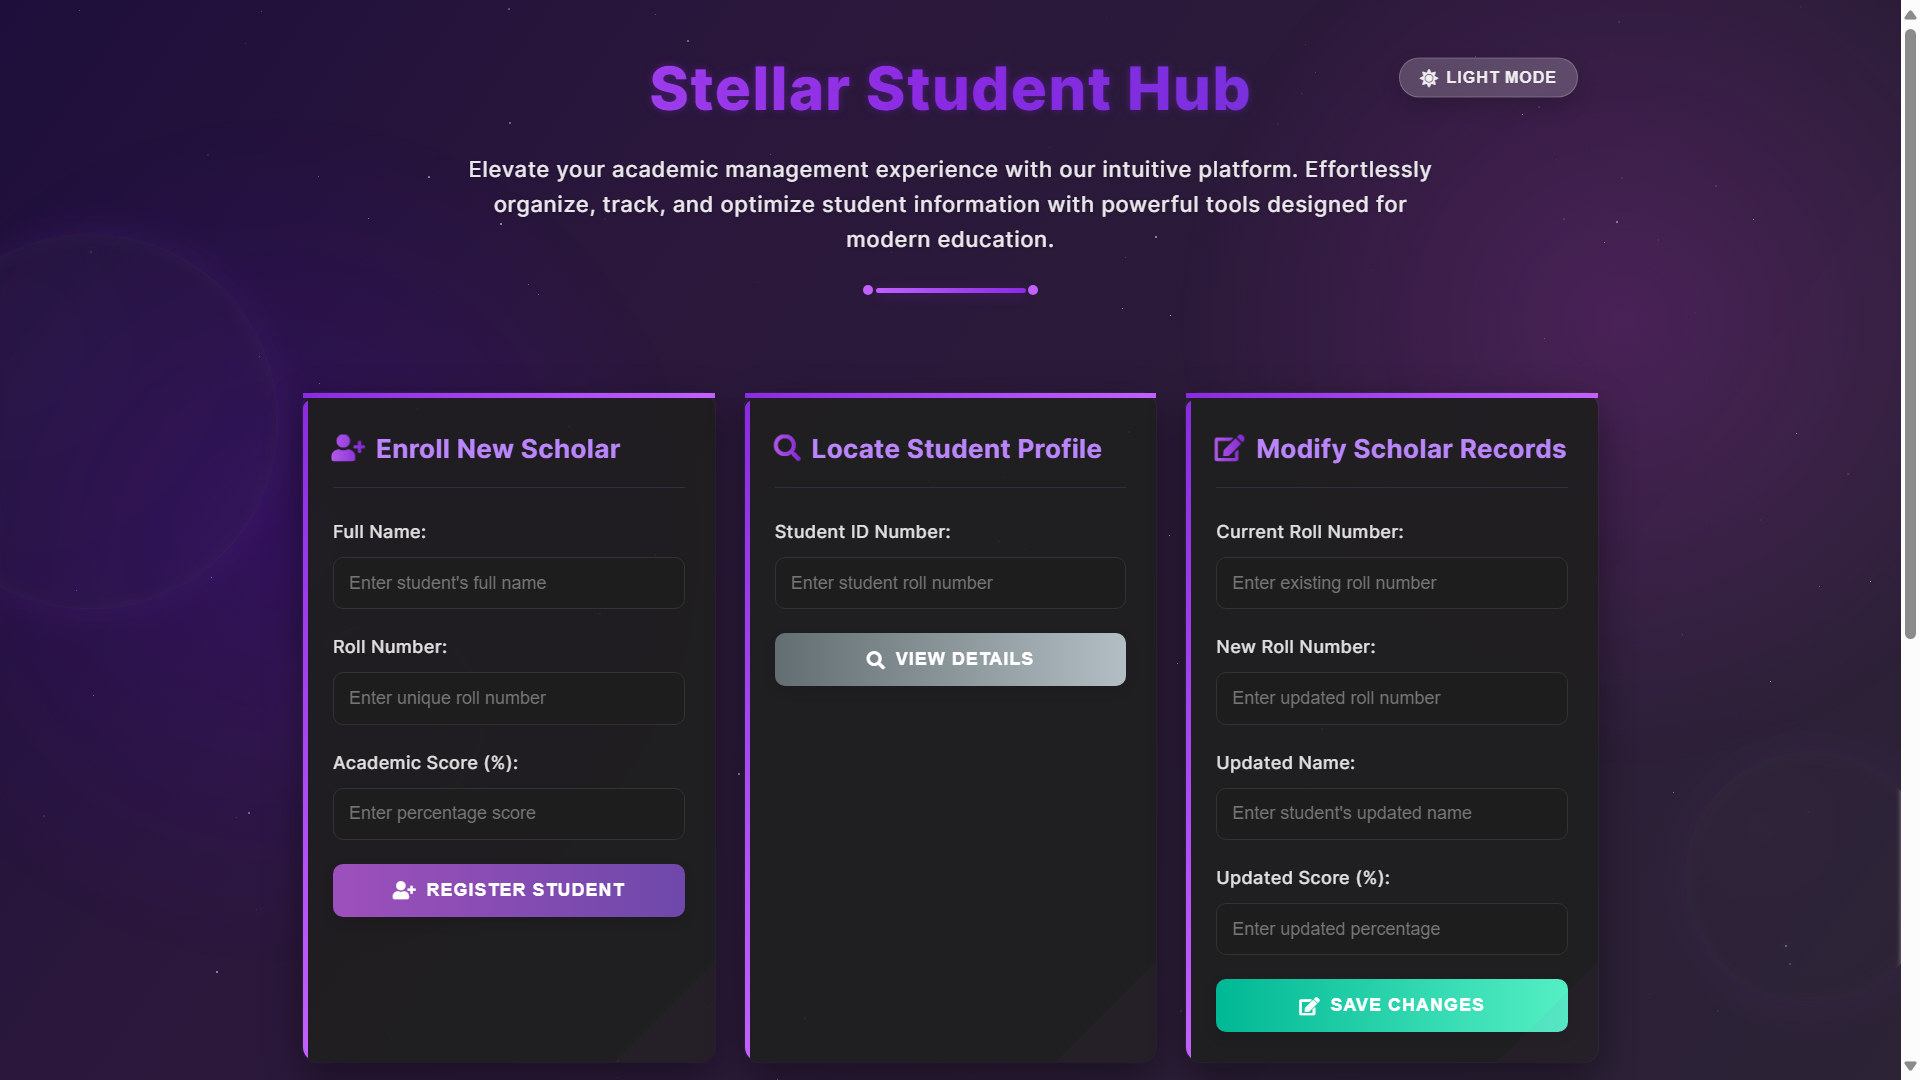 Stellar Student Hub
LIGHT MODE
Elevate your academic management experience with our intuitive platform. Effortlessly
organize, track, and optimize student information with powerful tools designed for
modern education.
Enroll New Scholar
Full Name:
Enter student's full name
Roll Number:
Enter unique roll number
Academic Score (%):
Enter percentage score
REGISTER STUDENT
Locate Student Profile
Student ID Number:
Enter student roll number
VIEW DETAILS
Modify Scholar Records
Current Roll Number:
Enter existing roll number
New Roll Number:
Enter updated roll number
Updated Name:
Enter student's updated name
Updated Score (%):
Enter updated percentage
SAVE CHANGES